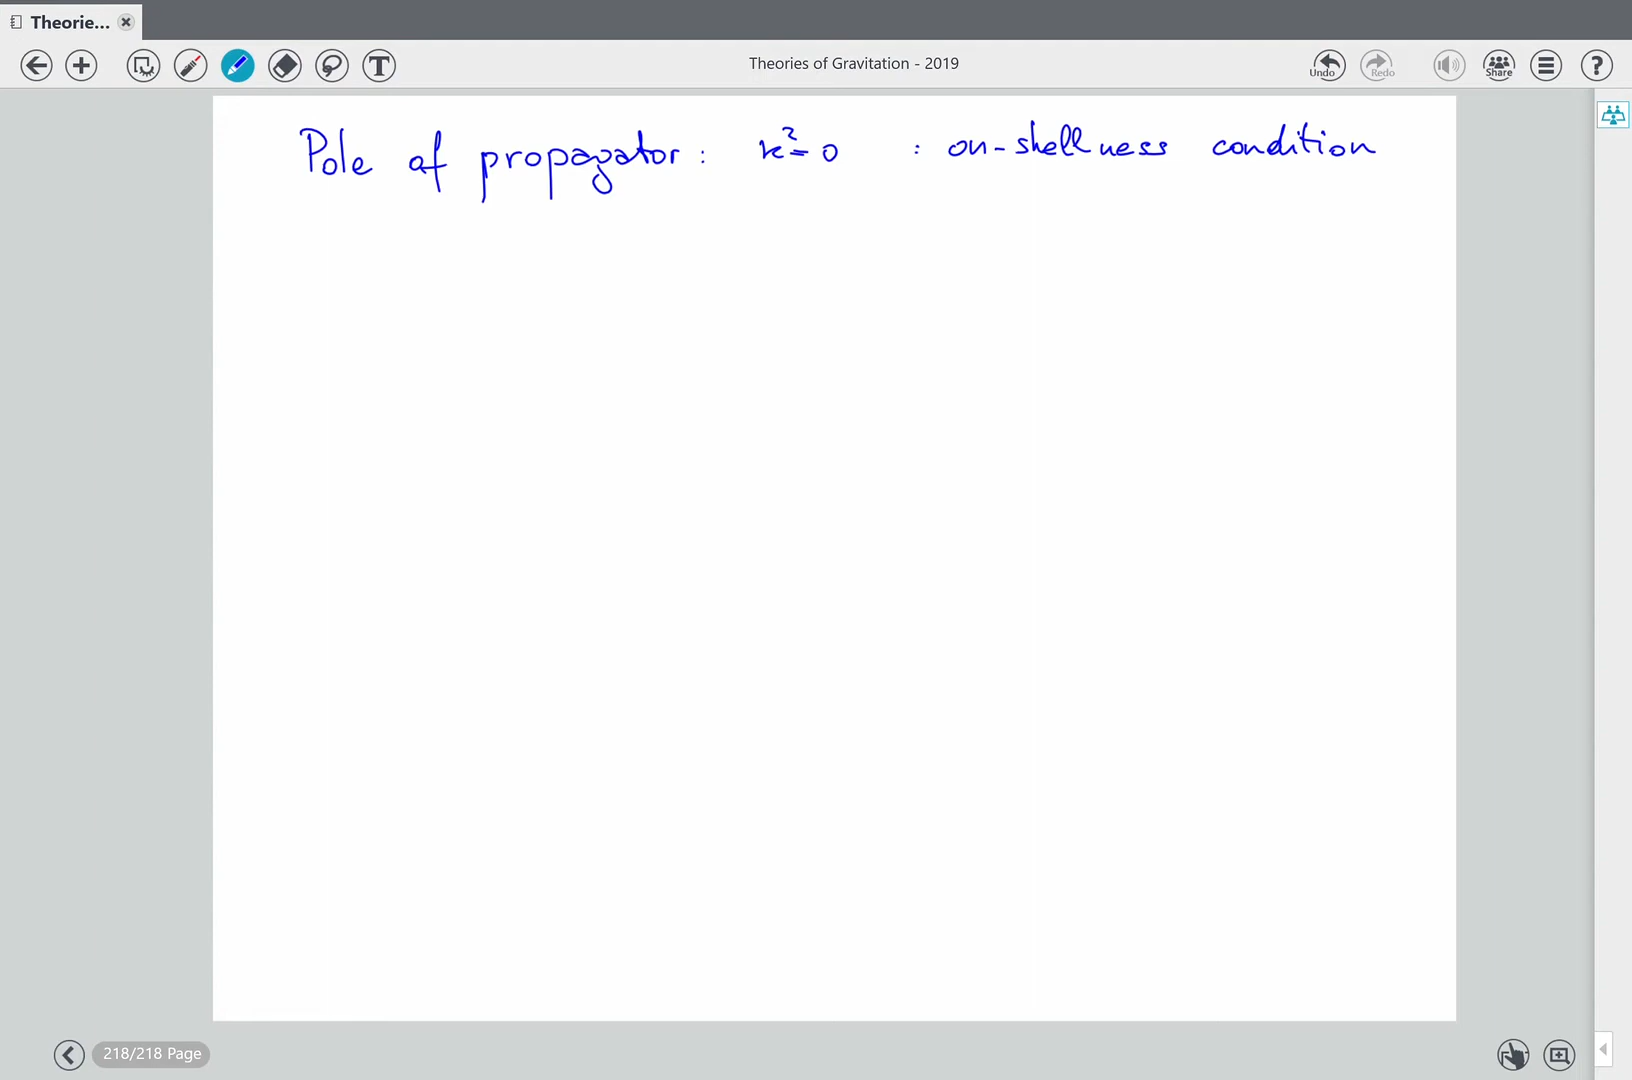 Theorie...
Theories of Gravitation - 2019
Undo
Redo
Share
?
T
Pole of propagator : k² = 0 : on-shellness condition
218/218 Page